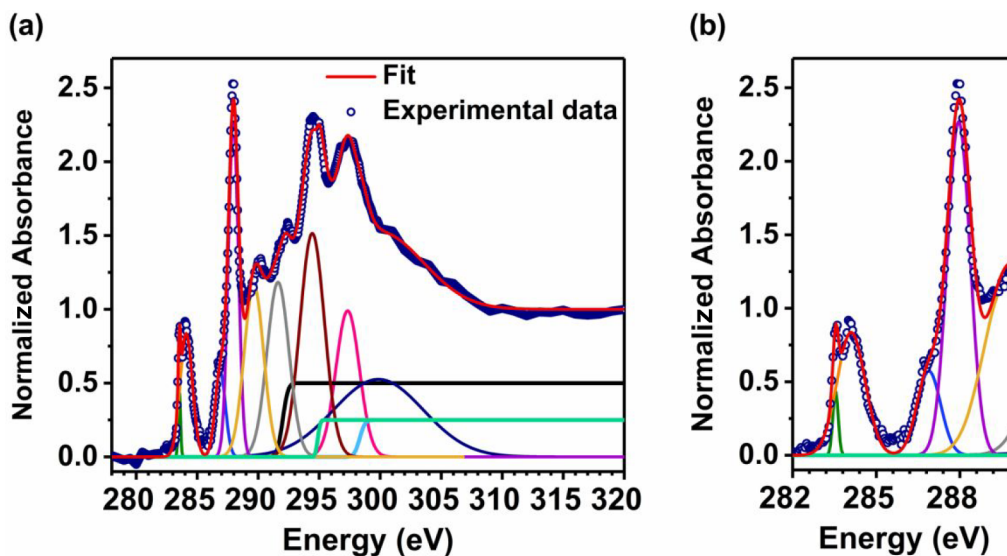 (a)
Fit
Experimental data
Normalized Absorbance
2.5
2.0
1.5
1.0
0.5
0.0
280 285 290 295 300 305 310 315 320
Energy (eV)
(b)
Normalized Absorbance
2.5
2.0
1.5
1.0
0.5
0.0
282 285 288
Energy (eV)